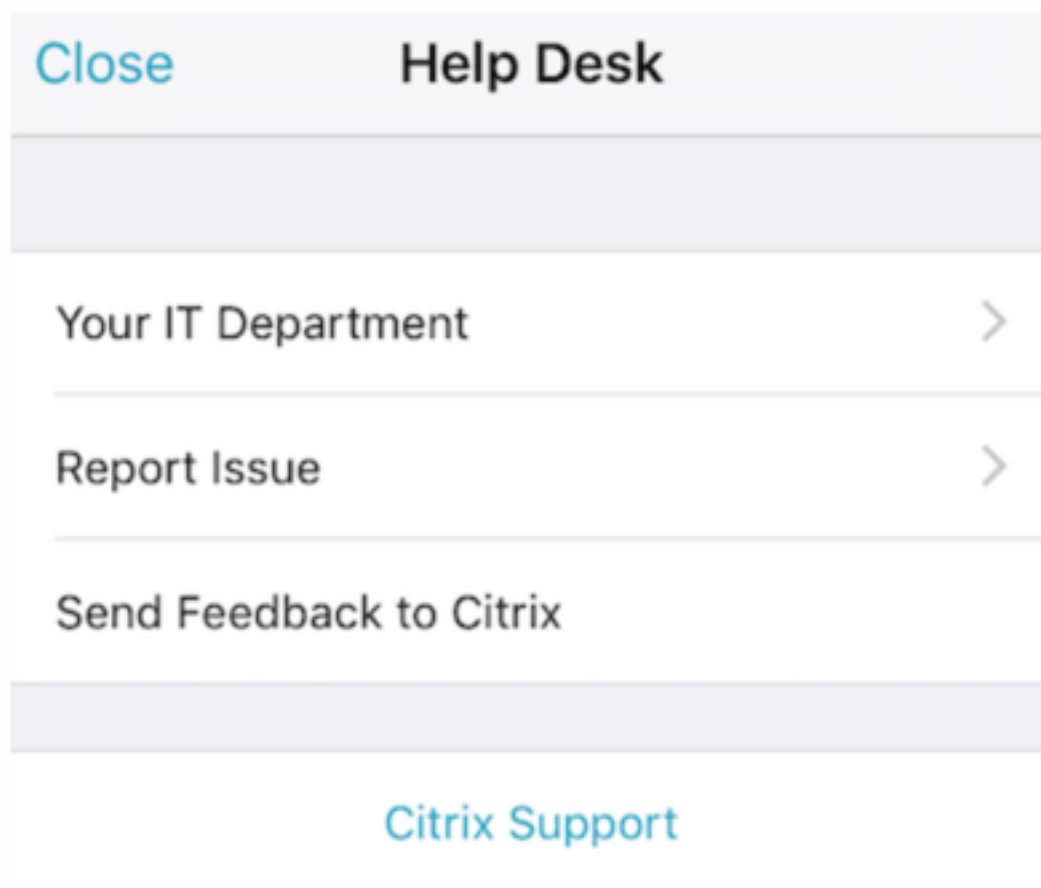 Close
Help Desk
Your IT Department
Report Issue
Send Feedback to Citrix
Citrix Support